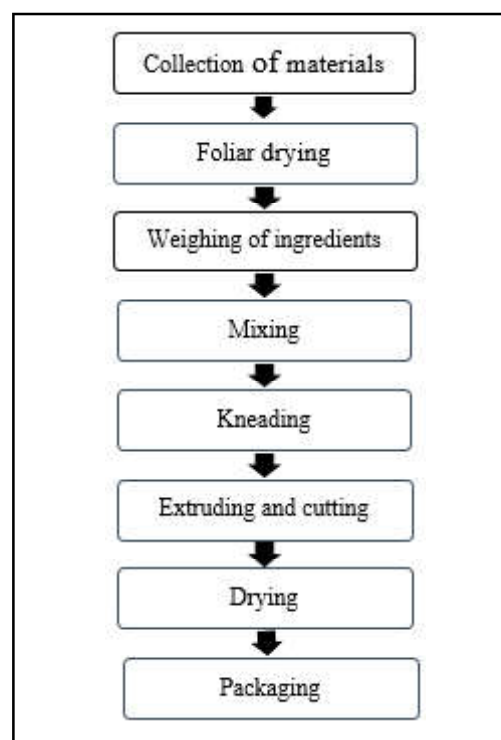 Collection of materials
Foliar drying
Weighing of ingredients
Mixing
Kneading
Extruding and cutting
Drying
Packaging